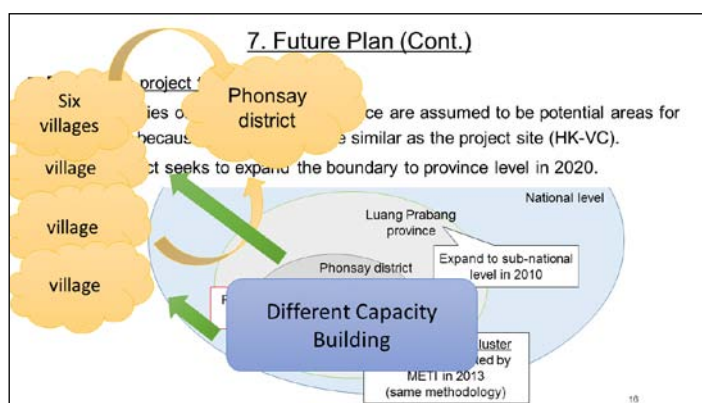 7. Future Plan (Cont.)
project
Six
villages
Phonsay
district
ies o
ce are assumed to be potential areas for
becaus
e similar as the project site (HK-VC).
village
ct seeks to expand the boundary to province level in 2020.
National level
Luang Prabang
province
village
Expand to sub-national
level in 2010
Phonsay district
village
Different Capacity
Building
luster
ted by
METI in 2013
(same methodology)
16